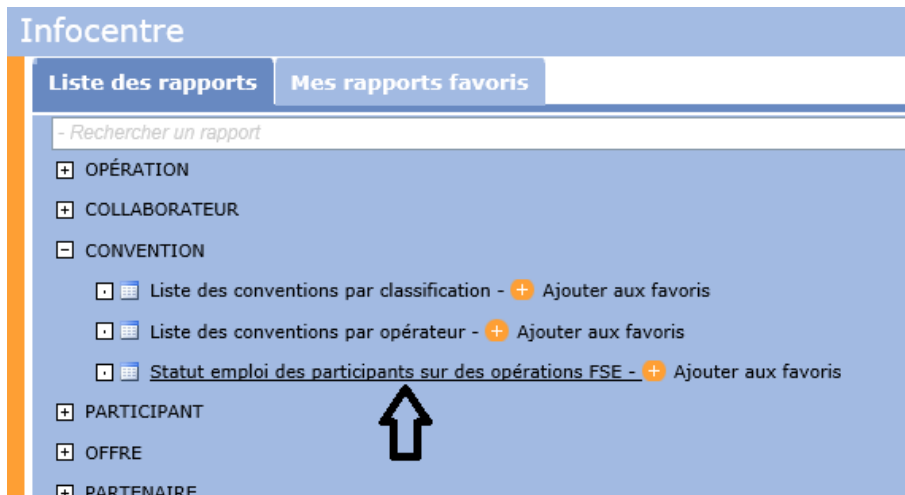 Infocentre
Liste des rapports Mes rapports favoris
- Rechercher un rapport
OPÉRATION
COLLABORATEUR
CONVENTION
Liste des conventions par classification - Ajouter aux favoris
Liste des conventions par opérateur - Ajouter aux favoris
Statut emploi des participants sur des opérations FSE - Ajouter aux favoris
PARTICIPANT
OFFRE
PARTENAIRE